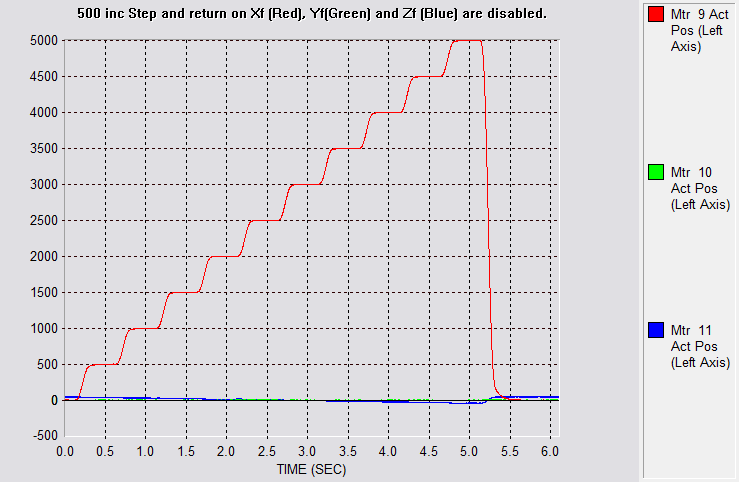 500 inc Step and return on Xf (Red), Yf(Green) and Zf (Blue) are disabled.
5000
4500
4000
3500
3000
2500
2000
1500
1000
500
0
-500
0.0 0.5 1.0 1.5 2.0 2.5 3.0 3.5 4.0 4.5 5.0 5.5 6.0
TIME (SEC)
Mtr 9 Act
Pos (Left
Axis)
Mtr 10
Act Pos
(Left Axis)
Mtr 11
Act Pos
(Left Axis)